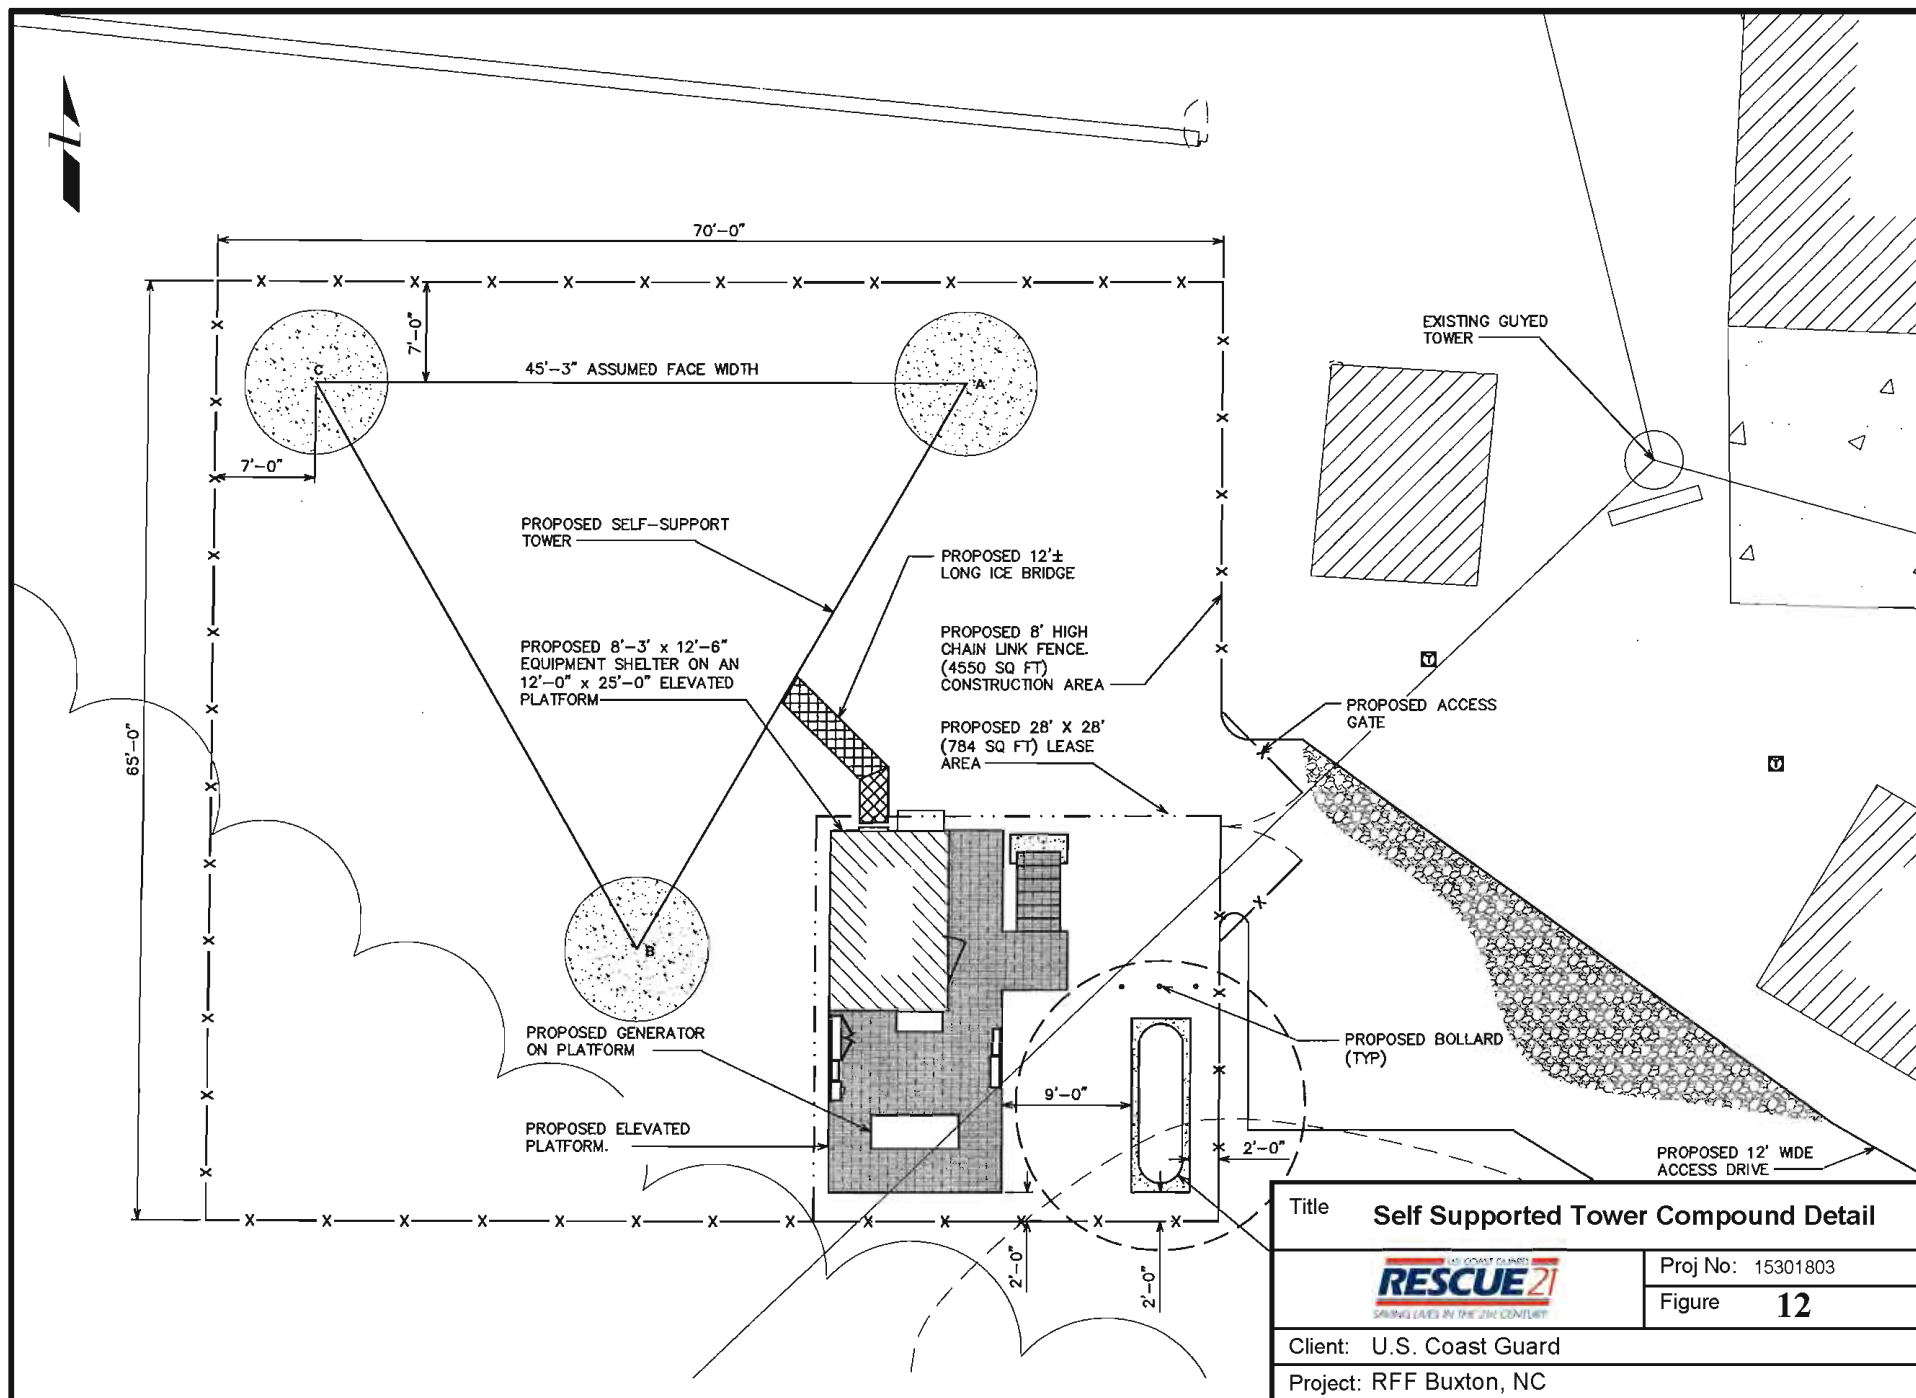 70'-0"
7'-0"
C
45'-3" ASSUMED FACE WIDTH
A
7'-0"
EXISTING GUYED
TOWER
PROPOSED SELF-SUPPORT
TOWER
PROPOSED 12'±
LONG ICE BRIDGE
PROPOSED 8'-3' x 12'-6"
EQUIPMENT SHELTER ON AN
12'-0" x 25'-0" ELEVATED
PLATFORM
PROPOSED 8' HIGH
CHAIN LINK FENCE.
(4550 SQ FT)
CONSTRUCTION AREA
PROPOSED 28' X 28'
(784 SQ FT) LEASE
AREA
PROPOSED ACCESS
GATE
65'-0"
B
PROPOSED GENERATOR
ON PLATFORM
PROPOSED BOLLARD
(TYP)
9'-0"
PROPOSED ELEVATED
PLATFORM.
2'-0"
PROPOSED 12' WIDE
ACCESS DRIVE
2'-0"
2'-0"
Title Self Supported Tower Compound Detail
U.S. COAST GUARD
RESCUE 21
SAVING LIVES IN THE 21st CENTURY
Proj No: 15301803
Figure 12
Client: U.S. Coast Guard
Project: RFF Buxton, NC